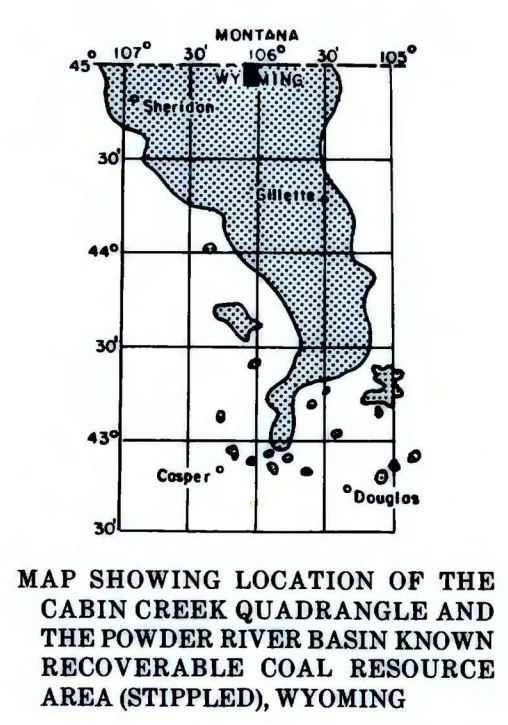 MONTANA
107° 30' 106° 30' 105°
45°
WYOMING
Sheridan
30'
Gillette
44°
30'
43°
Casper
Douglas
30'
MAP SHOWING LOCATION OF THE
CABIN CREEK QUADRANGLE AND
THE POWDER RIVER BASIN KNOWN
RECOVERABLE COAL RESOURCE
AREA (STIPPLED), WYOMING